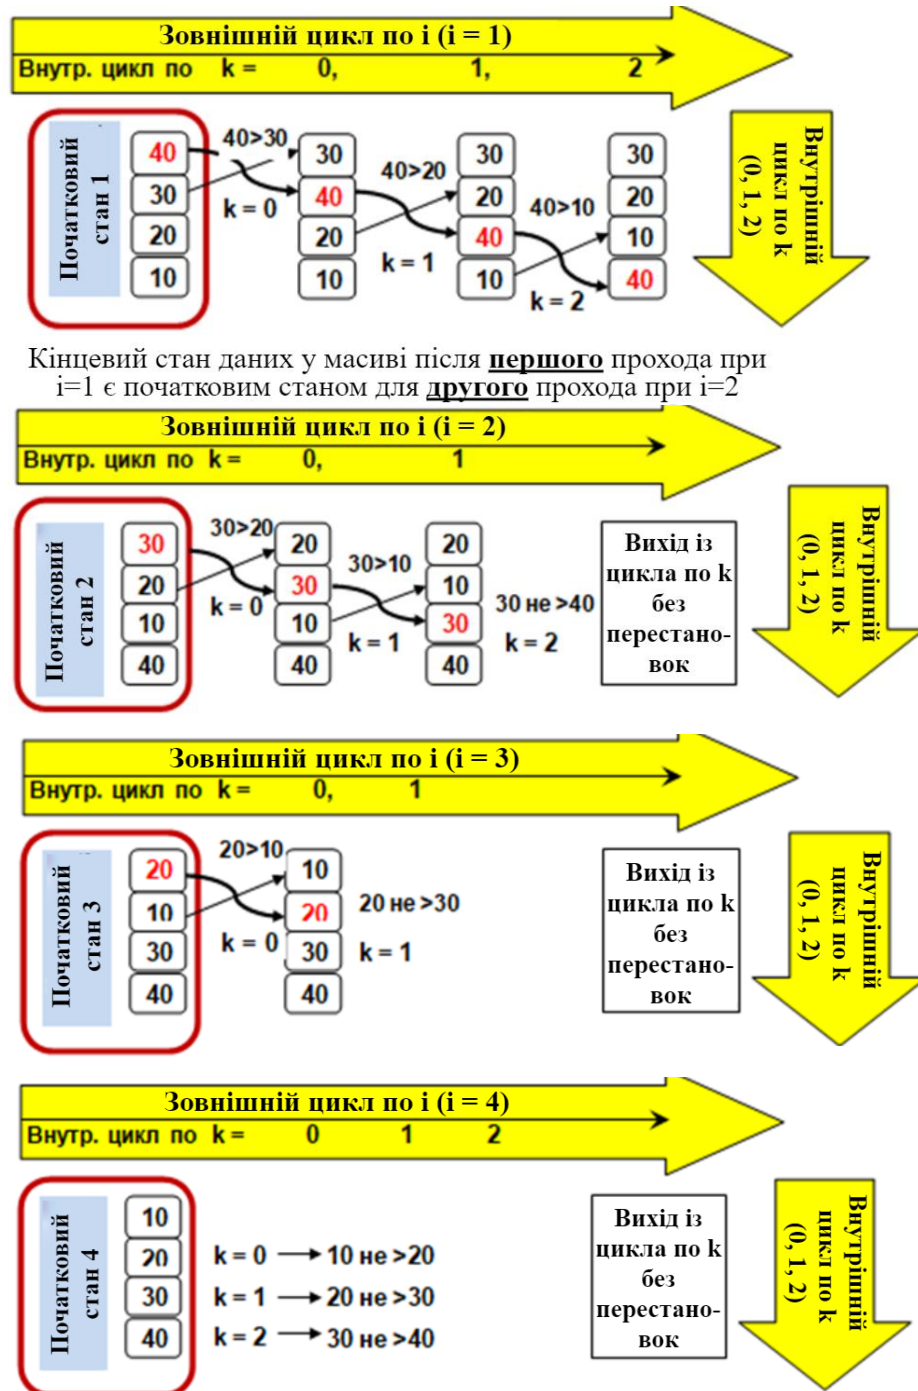 Зовнішній цикл по і (і = 1)
Внутр. цикл по k = 0, 1, 2
Початковий
стан 1
40
30
20
10
40>30
k = 0
30
40
20
10
40>20
k = 1
30
20
40
10
40>10
k = 2
30
20
10
40
Внутрішній
цикл по k
(0, 1, 2)
Кінцевий стан даних у масиві після першого прохода при
і=1 є початковим станом для другого прохода при і=2
Зовнішній цикл по і (і = 2)
Внутр. цикл по k = 0, 1
Початковий
стан 2
30
20
10
40
30>20
k = 0
20
30
10
40
30>10
k = 1
20
10
30
40
30 не >40
k = 2
Вихід із
цикла по k
без
перестано-
вок
Внутрішній
цикл по k
(0, 1, 2)
Зовнішній цикл по і (і = 3)
Внутр. цикл по k = 0, 1
Початковий
стан 3
20
10
30
40
20>10
k = 0
10
20
30
40
20 не >30
k = 1
Вихід із
цикла по k
без
перестано-
вок
Внутрішній
цикл по k
(0, 1, 2)
Зовнішній цикл по і (і = 4)
Внутр. цикл по k = 0 1 2
Початковий
стан 4
10
20
30
40
k = 0 → 10 не >20
k = 1 → 20 не >30
k = 2 → 30 не >40
Вихід із
цикла по k
без
перестано-
вок
Внутрішній
цикл по k
(0, 1, 2)